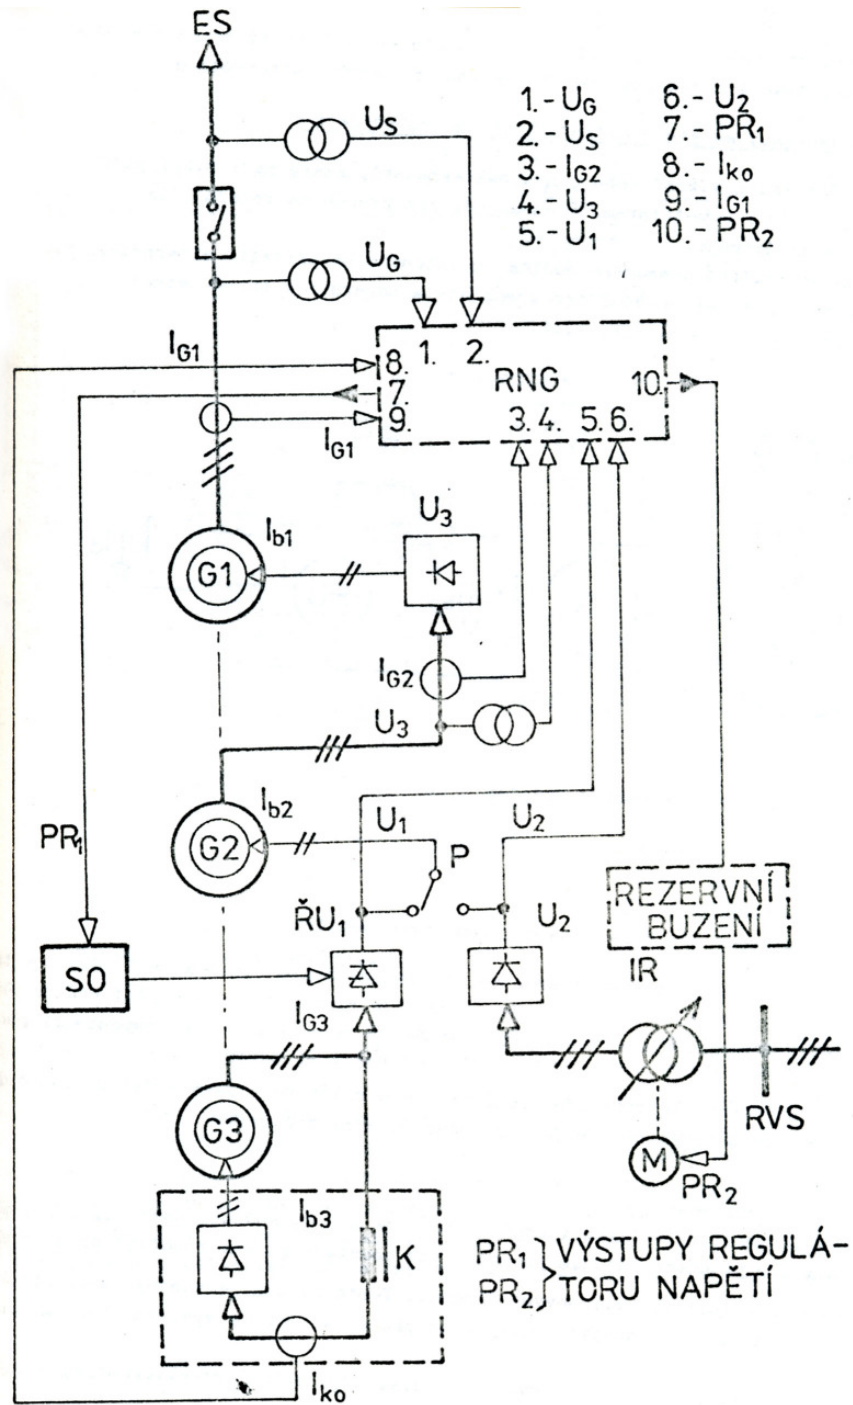 ES
U_S
1.- U_G
2.- U_S
3.- I_G2
4.- U_3
5.- U_1
6.- U_2
7.- PR_1
8.- I_ko
9.- I_G1
10.- PR_2
U_G
I_G1
8.
1.
2.
7.
RNG
10.
9.
3.
4.
5.
6.
I_G1
U_3
I_b1
G1
I_G2
U_3
I_b2
G2
U_1
U_2
PR_1
P
ŘU_1
U_2
REZERVNÍ
BUZENÍ
SO
IR
I_G3
G3
RVS
M
PR_2
I_b3
K
PR_1
PR_2
VÝSTUPY REGULÁ-
TORU NAPĚTÍ
I_ko